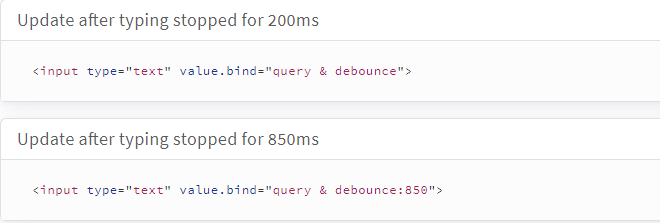 Update after typing stopped for 200ms
<input type="text" value.bind="query & debounce">
Update after typing stopped for 850ms
<input type="text" value.bind="query & debounce:850">